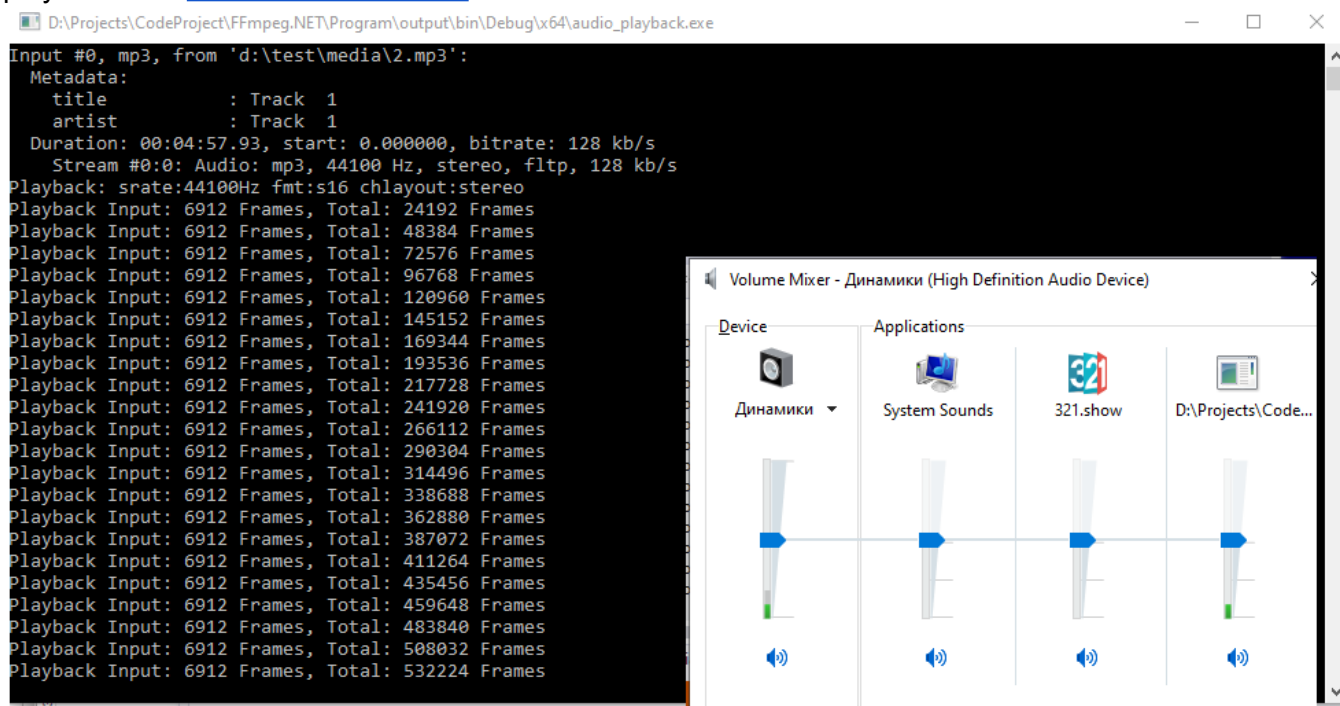 D:\Projects\CodeProject\FFmpeg.NET\Program\output\bin\Debug\x64\audio_playback.exe
Input #0, mp3, from 'd:\test\media\2.mp3':
Metadata:
title : Track 1
artist : Track 1
Duration: 00:04:57.93, start: 0.000000, bitrate: 128 kb/s
Stream #0:0: Audio: mp3, 44100 Hz, stereo, fltp, 128 kb/s
Playback: srate:44100Hz fmt:s16 chlayout:stereo
Playback Input: 6912 Frames, Total: 24192 Frames
Playback Input: 6912 Frames, Total: 48384 Frames
Playback Input: 6912 Frames, Total: 72576 Frames
Playback Input: 6912 Frames, Total: 96768 Frames
Playback Input: 6912 Frames, Total: 120960 Frames
Playback Input: 6912 Frames, Total: 145152 Frames
Playback Input: 6912 Frames, Total: 169344 Frames
Playback Input: 6912 Frames, Total: 193536 Frames
Playback Input: 6912 Frames, Total: 217728 Frames
Playback Input: 6912 Frames, Total: 241920 Frames
Playback Input: 6912 Frames, Total: 266112 Frames
Playback Input: 6912 Frames, Total: 290304 Frames
Playback Input: 6912 Frames, Total: 314496 Frames
Playback Input: 6912 Frames, Total: 338688 Frames
Playback Input: 6912 Frames, Total: 362880 Frames
Playback Input: 6912 Frames, Total: 387072 Frames
Playback Input: 6912 Frames, Total: 411264 Frames
Playback Input: 6912 Frames, Total: 435456 Frames
Playback Input: 6912 Frames, Total: 459648 Frames
Playback Input: 6912 Frames, Total: 483840 Frames
Playback Input: 6912 Frames, Total: 508032 Frames
Playback Input: 6912 Frames, Total: 532224 Frames
Volume Mixer - Динамики (High Definition Audio Device)
Device
Applications
321
Динамики
System Sounds
321.show
D:\Projects\Code...